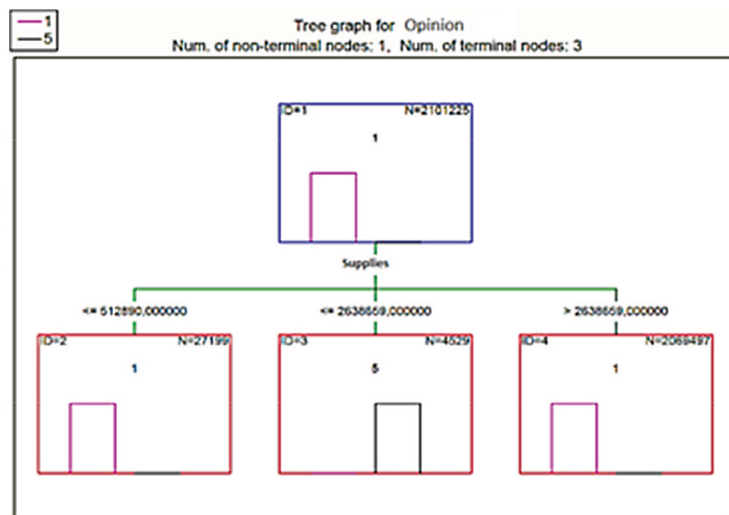 1
5
Tree graph for Opinion
Num. of non-terminal nodes: 1, Num. of terminal nodes: 3
ID=1 N=2101225
1
Supplies
<= 512890,000000 <= 2638659,000000 > 2638659,000000
ID=2 N=27199 ID=3 N=4529 ID=4 N=2069497
1 5 1